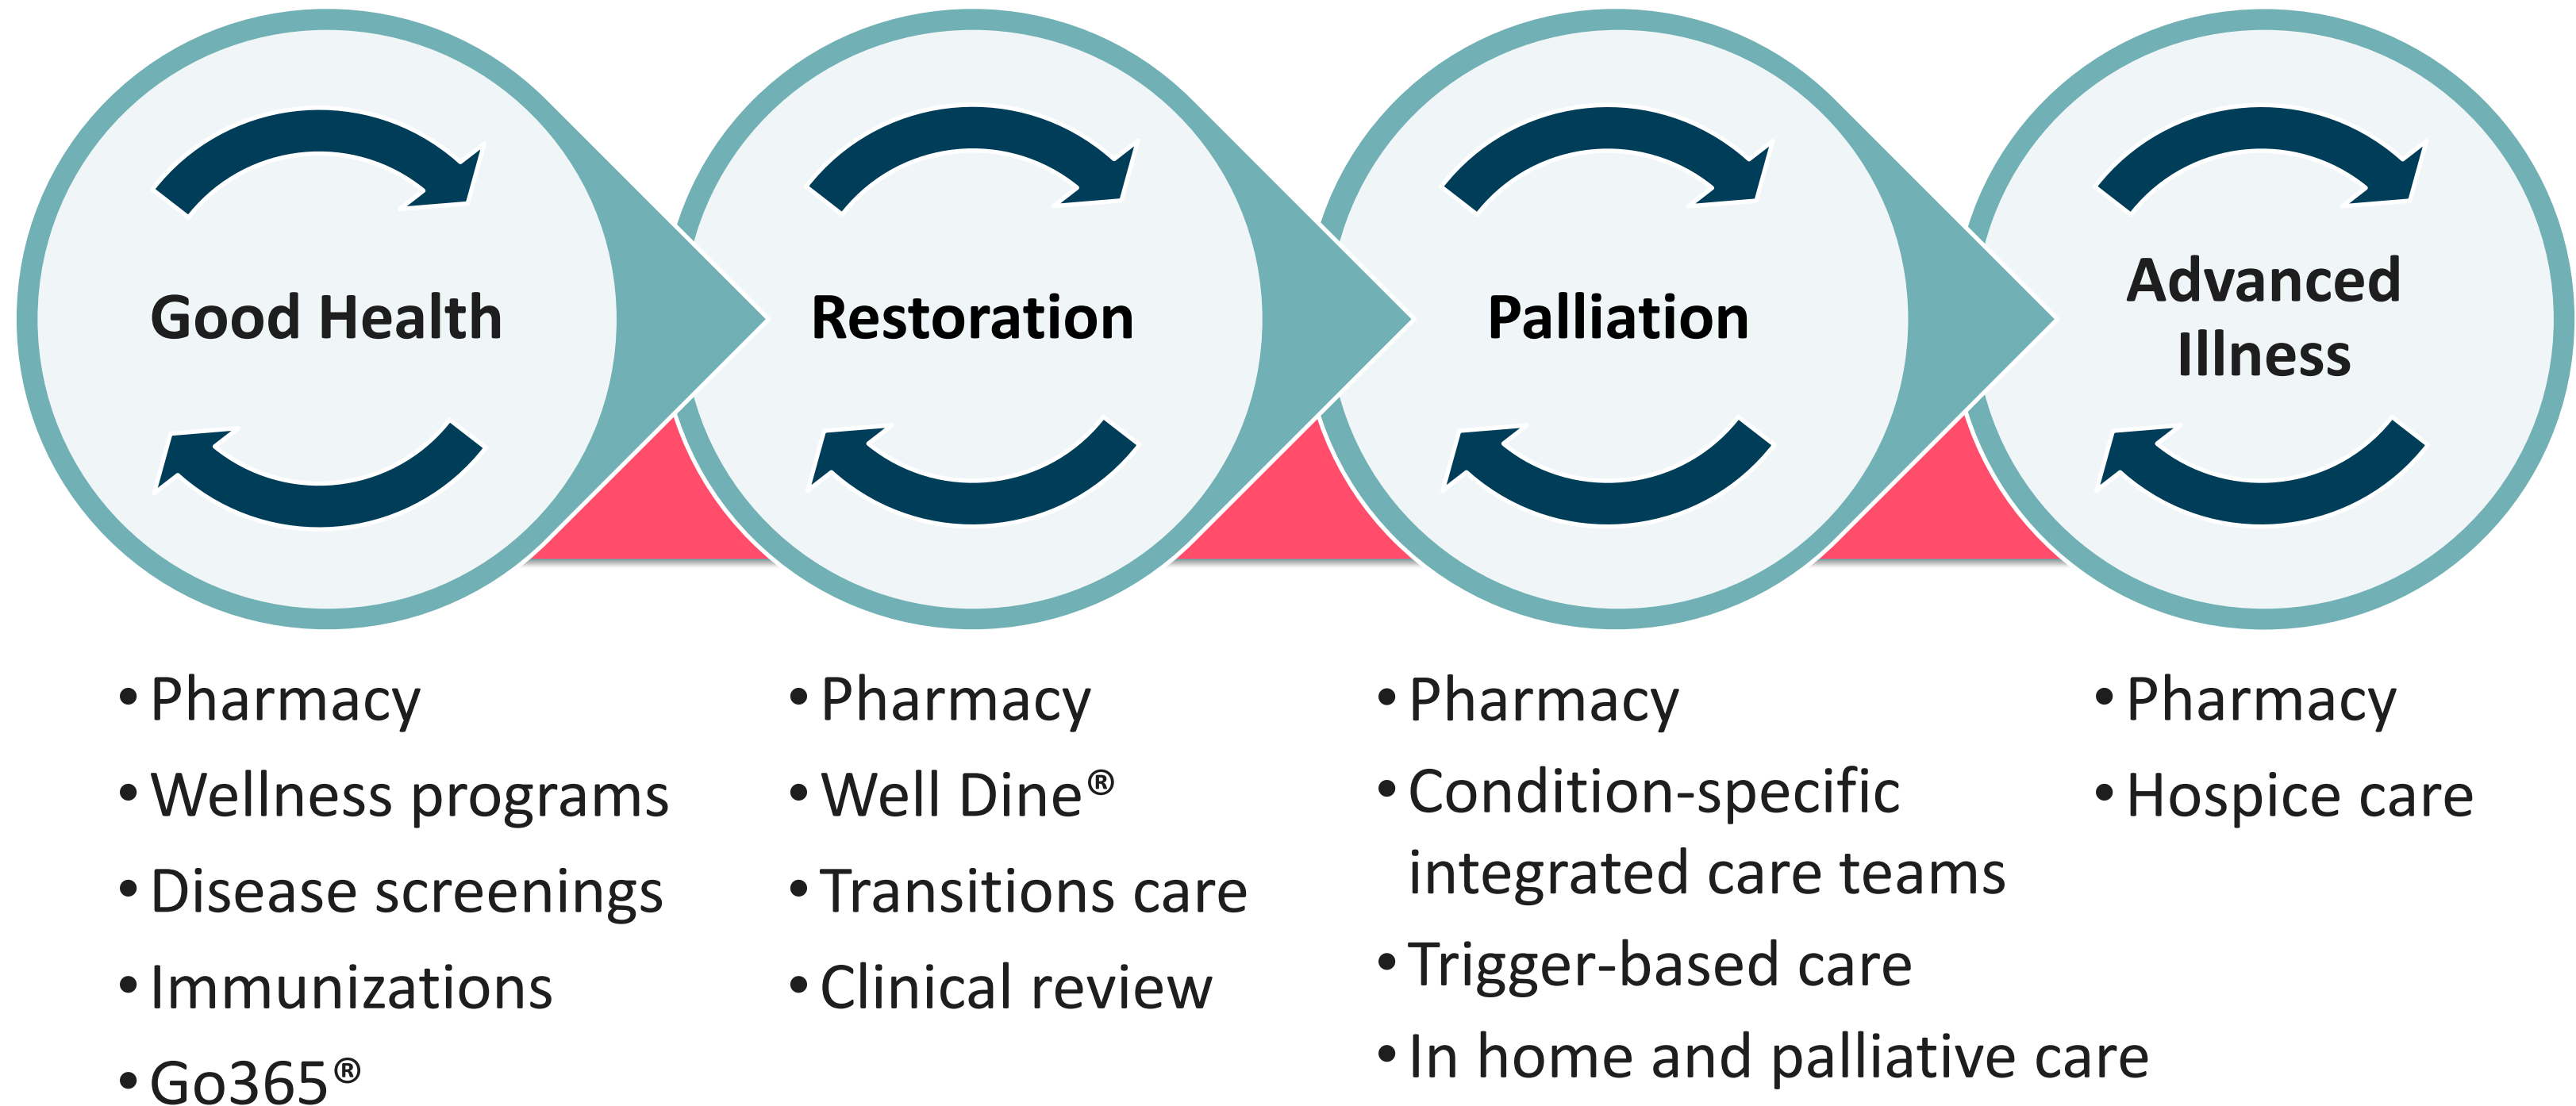 Good Health
Restoration
Palliation
Advanced
Illness
• Pharmacy
• Wellness programs
• Disease screenings
• Immunizations
• Go365®
• Pharmacy
• Well Dine®
• Transitions care
• Clinical review
• Pharmacy
• Condition-specific
integrated care teams
• Trigger-based care
• In home and palliative care
• Pharmacy
• Hospice care